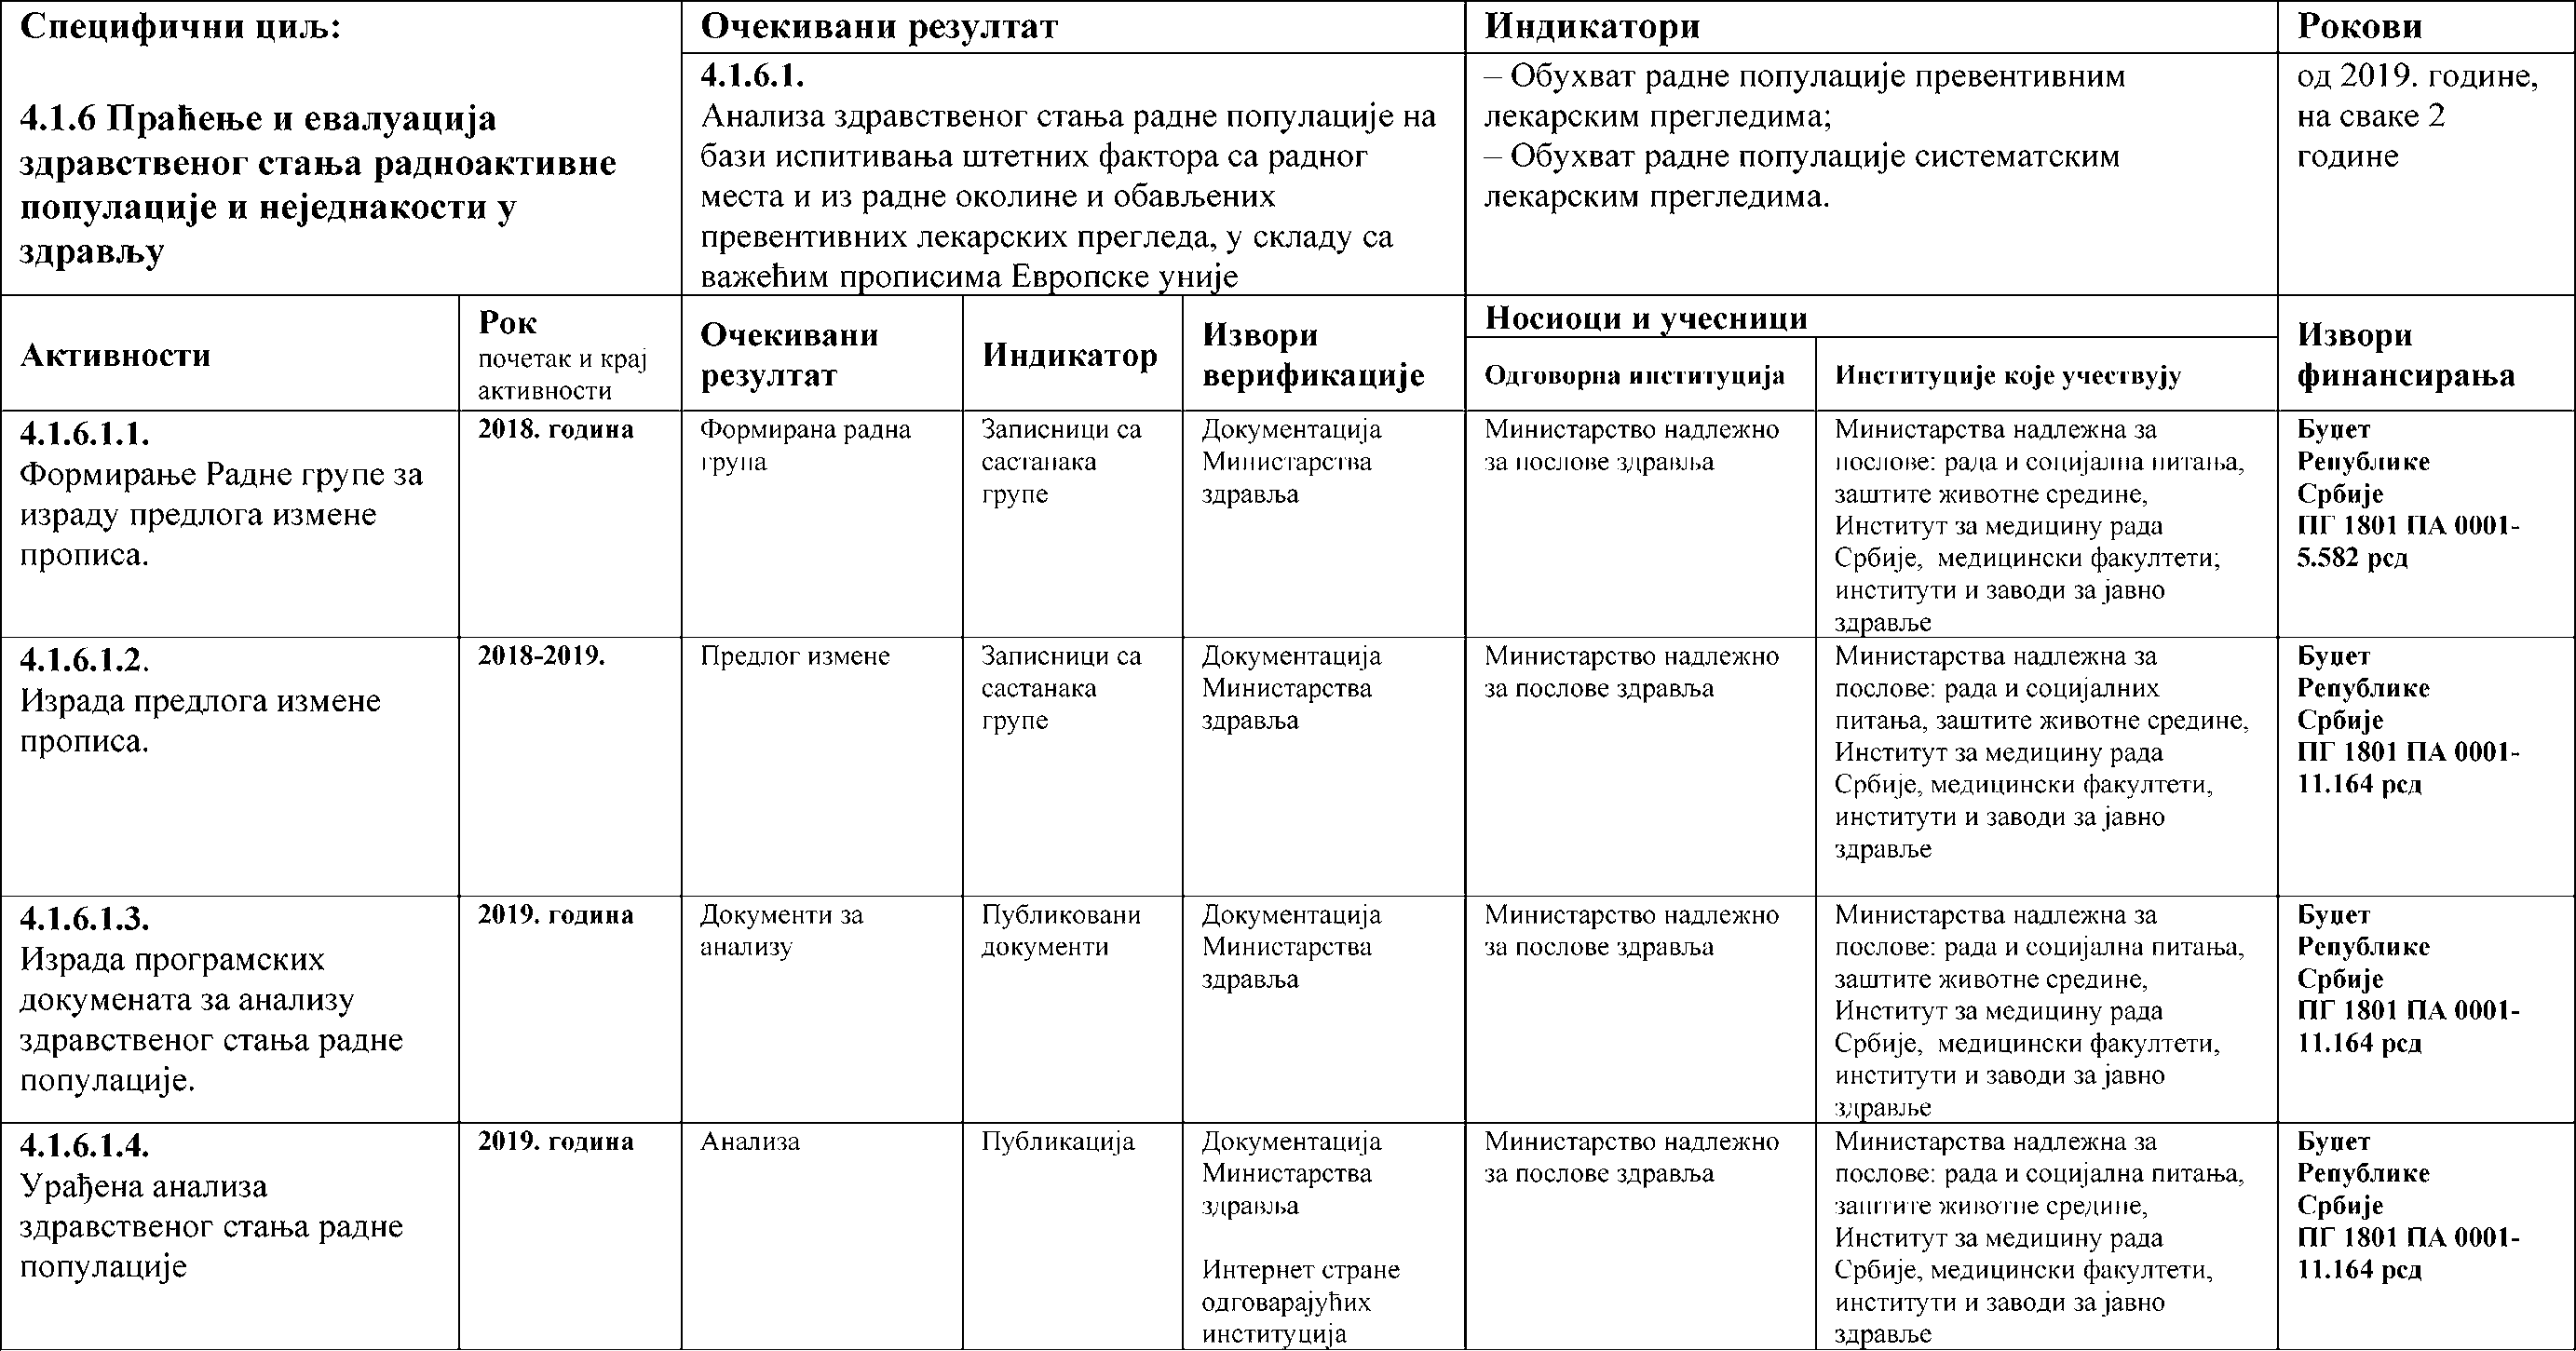 Специфични циљ:
4.1.6 Праћење и евалуација
здравственог стања радноактивне
популације и неједнакости у
здрављу
Очекивани резултат
4.1.6.1.
Анализа здравственог стања радне популације на
бази испитивања штетних фактора са радног
места и из радне околине и обављених
превентивних лекарских прегледа, у складу са
важећим прописима Европске уније
Индикатори
– Обухват радне популације превентивним
лекарским прегледима;
– Обухват радне популације систематским
лекарским прегледима.
Рокови
од 2019. године,
на сваке 2
године
Активности
Рок
почетак и крај
активности
Очекивани
резултат
Индикатор
Извори
верификације
Носиоци и учесници
Одговорна институција
Институције које учествују
Извори
финансирања
4.1.6.1.1.
Формирање Радне групе за
израду предлога измене
прописа.
2018. година
Формирана радна
група
Записници са
састанака
групе
Документација
Министарства
здравља
Министарство надлежно
за послове здравља
Министарства надлежна за
послове: рада и социјална питања,
заштите животне средине,
Институт за медицину рада
Србије,  медицински факултети;
институти и заводи за јавно
здравље
Буџет
Републике
Србије
ПГ 1801 ПА 0001-
5.582 рсд
4.1.6.1.2.
Израда предлога измене
прописа.
2018-2019.
Предлог измене
Записници са
састанака
групе
Документација
Министарства
здравља
Министарство надлежно
за послове здравља
Министарства надлежна за
послове: рада и социјалних
питања, заштите животне средине,
Институт за медицину рада
Србије, медицински факултети,
институти и заводи за јавно
здравље
Буџет
Републике
Србије
ПГ 1801 ПА 0001-
11.164 рсд
4.1.6.1.3.
Израда програмских
докумената за анализу
здравственог стања радне
популације.
2019. година
Документи за
анализу
Публиковани
документи
Документација
Министарства
здравља
Министарство надлежно
за послове здравља
Министарства надлежна за
послове: рада и социјална питања,
заштите животне средине,
Институт за медицину рада
Србије,  медицински факултети,
институти и заводи за јавно
здравље
Буџет
Републике
Србије
ПГ 1801 ПА 0001-
11.164 рсд
4.1.6.1.4.
Урађена анализа
здравственог стања радне
популације
2019. година
Анализа
Публикација
Документација
Министарства
здравља
Интернет стране
одговарајућих
институција
Министарство надлежно
за послове здравља
Министарства надлежна за
послове: рада и социјална питања,
заштите животне средине,
Институт за медицину рада
Србије, медицински факултети,
институти и заводи за јавно
здравље
Буџет
Републике
Србије
ПГ 1801 ПА 0001-
11.164 рсд